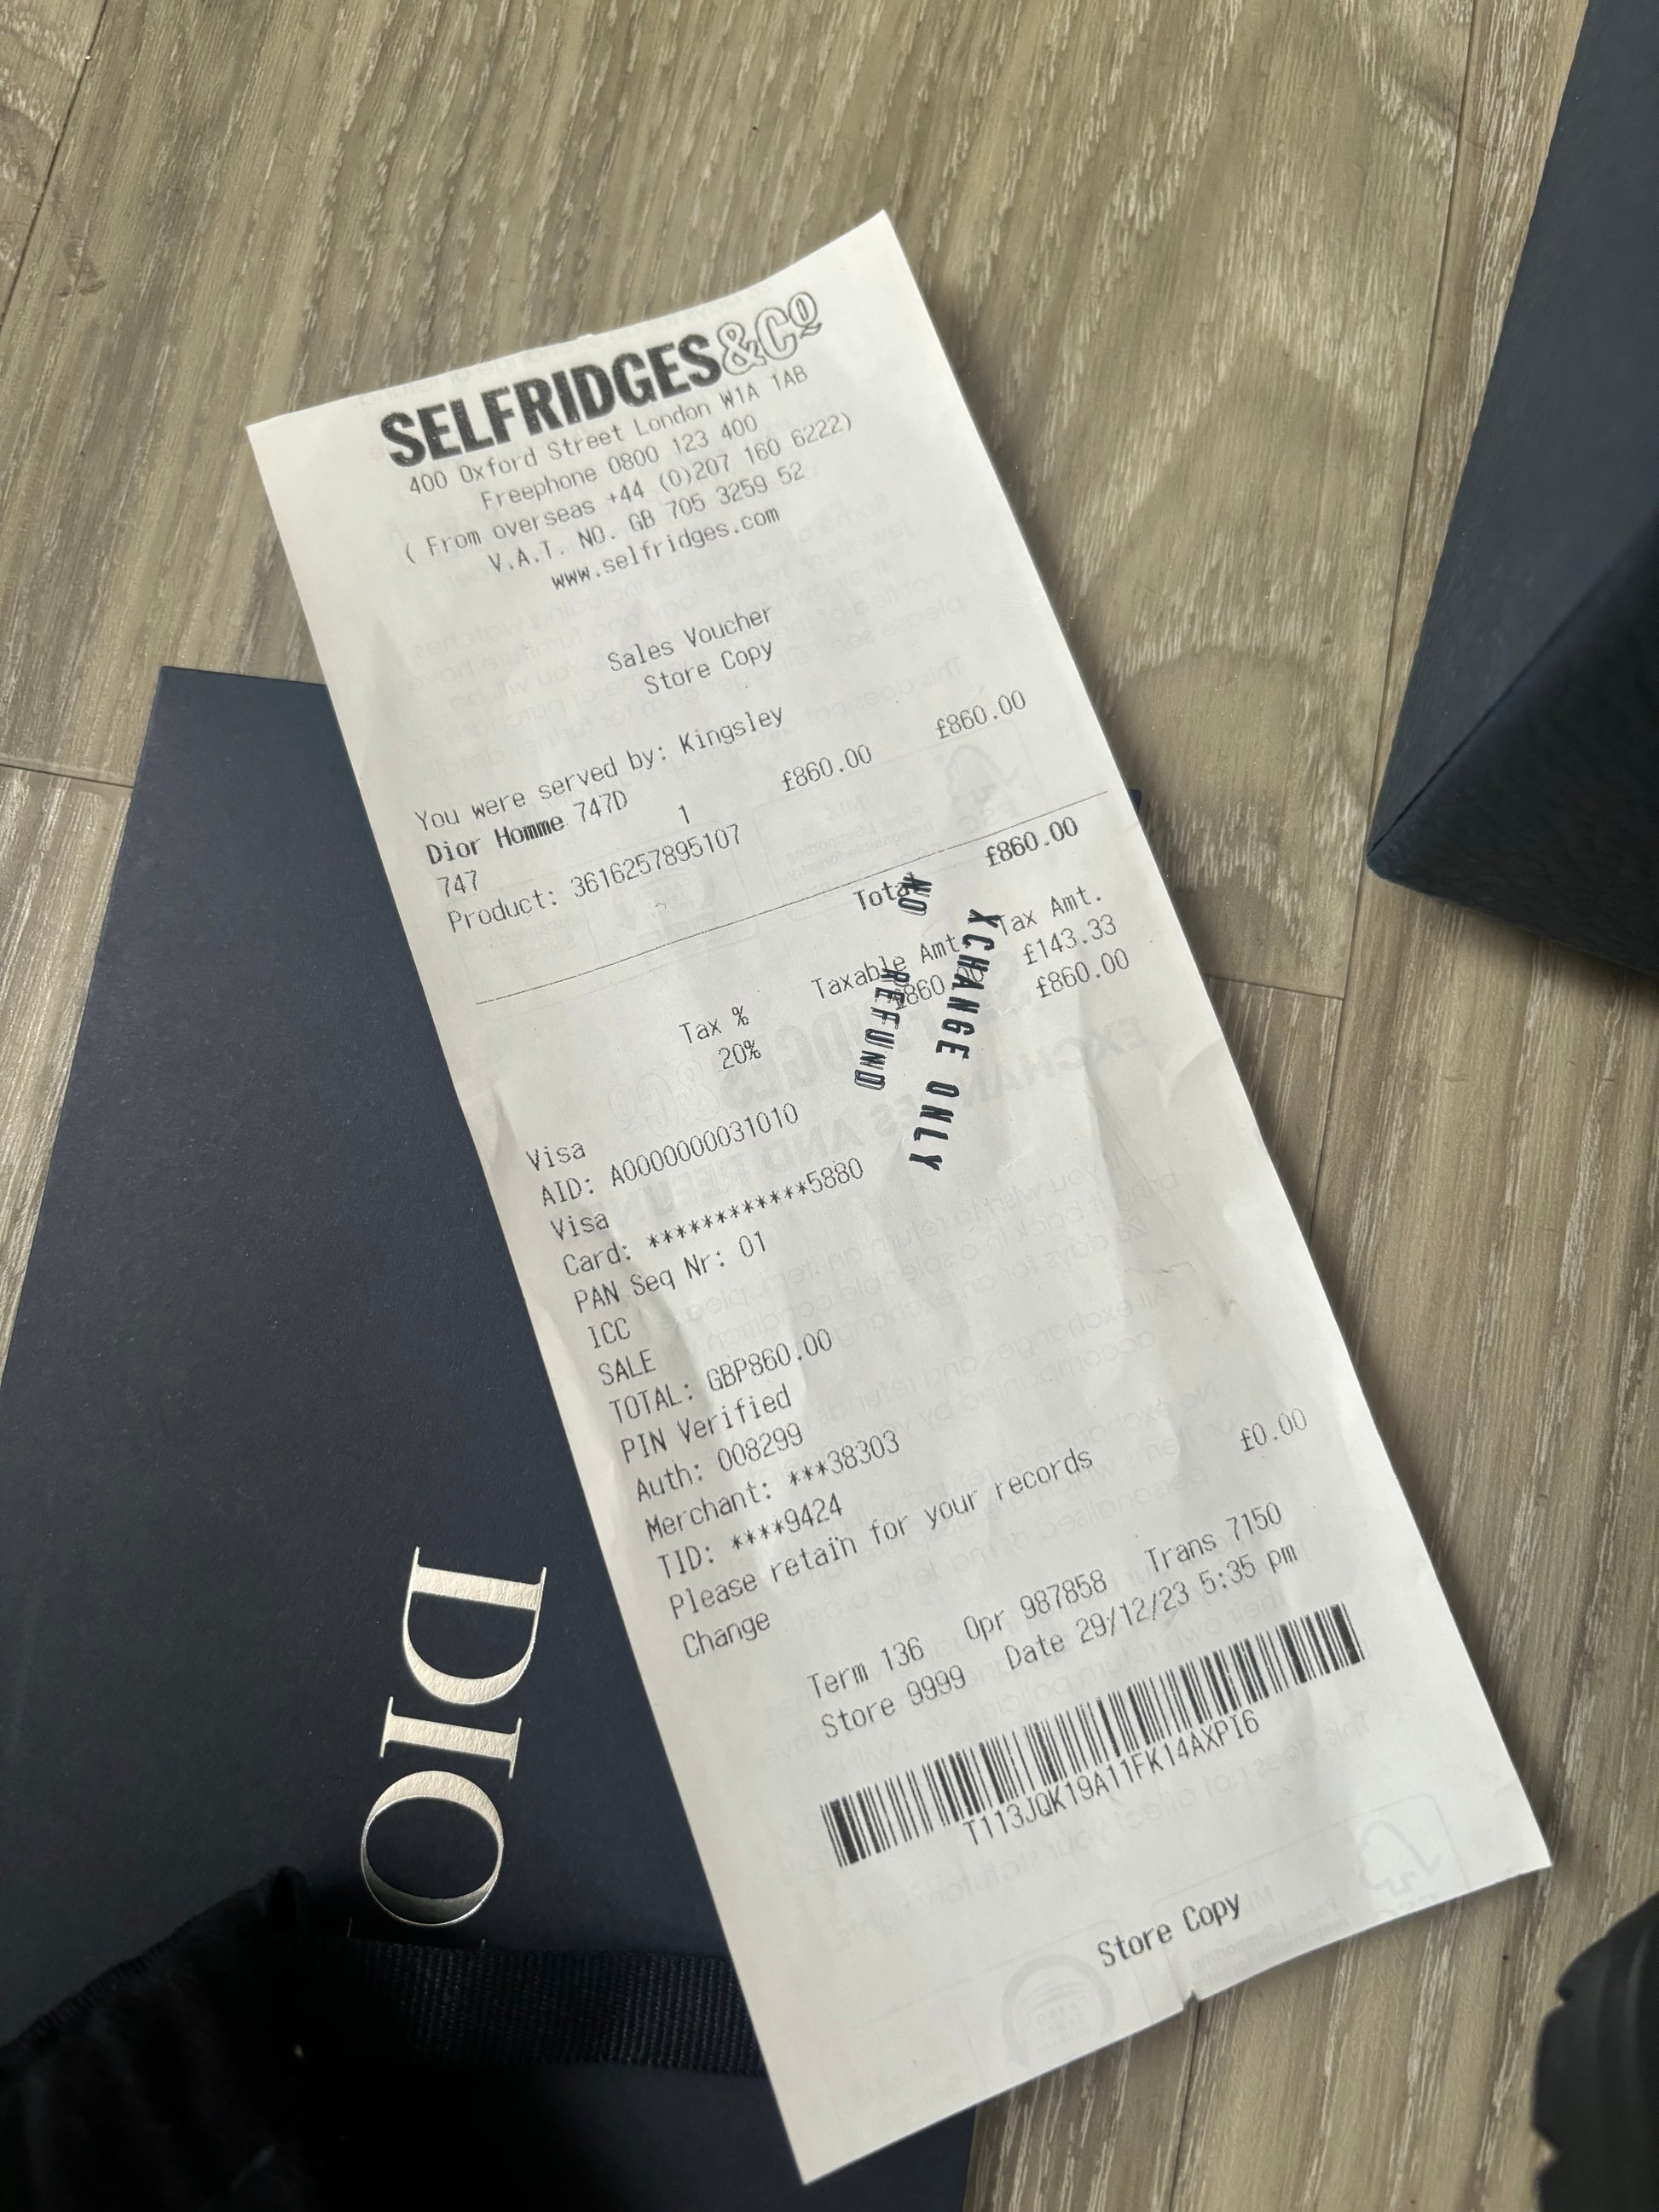 SELFRIDGES&Co
400 Oxford Street London W1A 1AB
Freephone 0800 123 400
( From overseas +44 (0)207 160 6222)
V.A.T. NO. GB 705 3259 52
www.selfridges.com
Sales Voucher
Store Copy
You were served by: Kingsley
Dior Homme 747D
747 1 £860.00 £860.00
Product: 3616257895107
Total £860.00
Tax % Taxable Amt. Tax Amt.
20% £860.00 £143.33
Visa £860.00
AID: A0000000031010
Visa
Card: ************5880
PAN Seq Nr: 01
ICC
SALE
TOTAL: GBP860.00
PIN Verified
Auth: 008299
Merchant: ***38303
TID: ****9424
Please retain for your records
Change £0.00
Term 136 Opr 987858 Trans 7150
Store 9999 Date 29/12/23 5:35 pm
T113JQK19A11FK14AXPI6
Store Copy
NO REFUND
XCHANGE ONLY
DIO